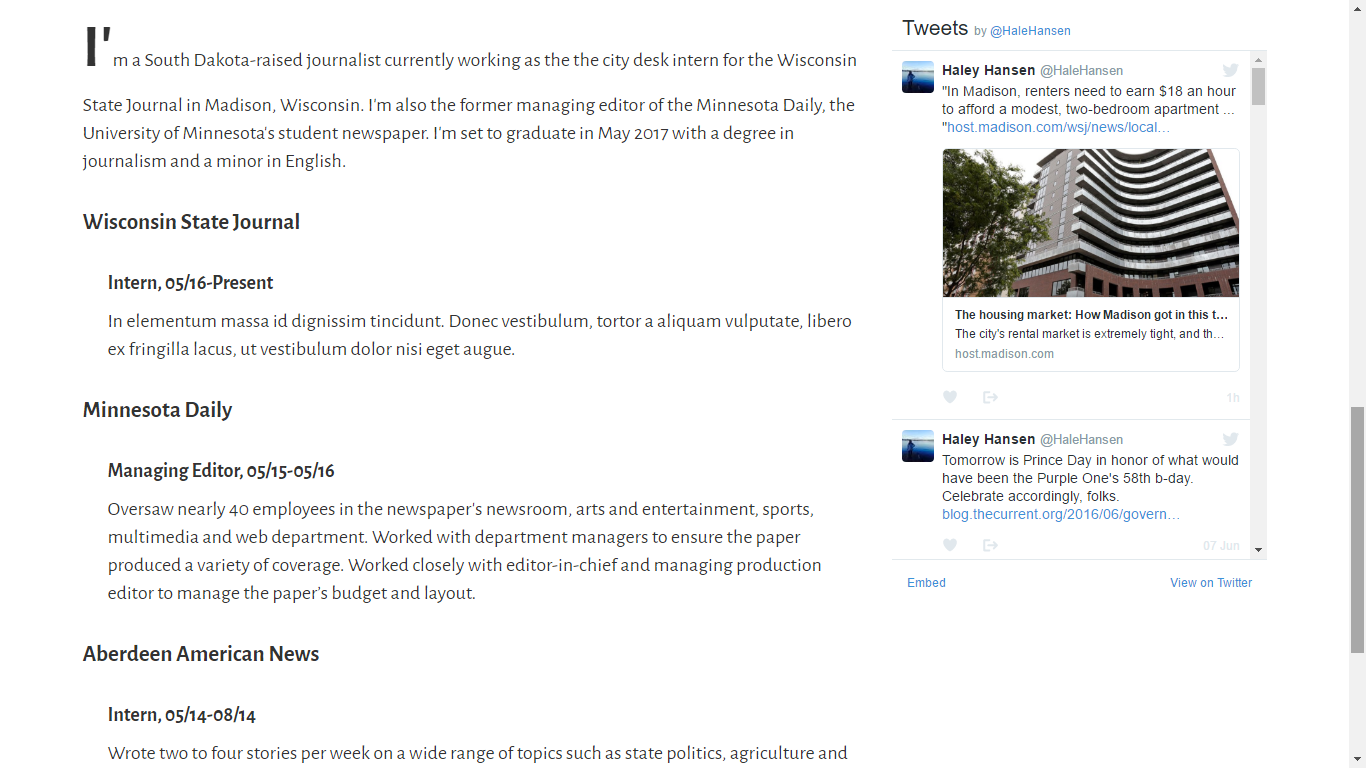 I'm a South Dakota-raised journalist currently working as the the city desk intern for the Wisconsin
State Journal in Madison, Wisconsin. I'm also the former managing editor of the Minnesota Daily, the
University of Minnesota's student newspaper. I'm set to graduate in May 2017 with a degree in
journalism and a minor in English.
Wisconsin State Journal
Intern, 05/16-Present
In elementum massa id dignissim tincidunt. Donec vestibulum, tortor a aliquam vulputate, libero
ex fringilla lacus, ut vestibulum dolor nisi eget augue.
Minnesota Daily
Managing Editor, 05/15-05/16
Oversaw nearly 40 employees in the newspaper's newsroom, arts and entertainment, sports,
multimedia and web department. Worked with department managers to ensure the paper
produced a variety of coverage. Worked closely with editor-in-chief and managing production
editor to manage the paper's budget and layout.
Aberdeen American News
Intern, 05/14-08/14
Wrote two to four stories per week on a wide range of topics such as state politics, agriculture and
Tweets by @HaleHansen
Haley Hansen @HaleHansen
"In Madison, renters need to earn $18 an hour
to afford a modest, two-bedroom apartment ...
"host.madison.com/wsj/news/local…
The housing market: How Madison got in this t...
The city's rental market is extremely tight, and th...
host.madison.com
1h
Haley Hansen @HaleHansen
Tomorrow is Prince Day in honor of what would
have been the Purple One's 58th b-day.
Celebrate accordingly, folks.
blog.thecurrent.org/2016/06/govern…
07 Jun
Embed
View on Twitter